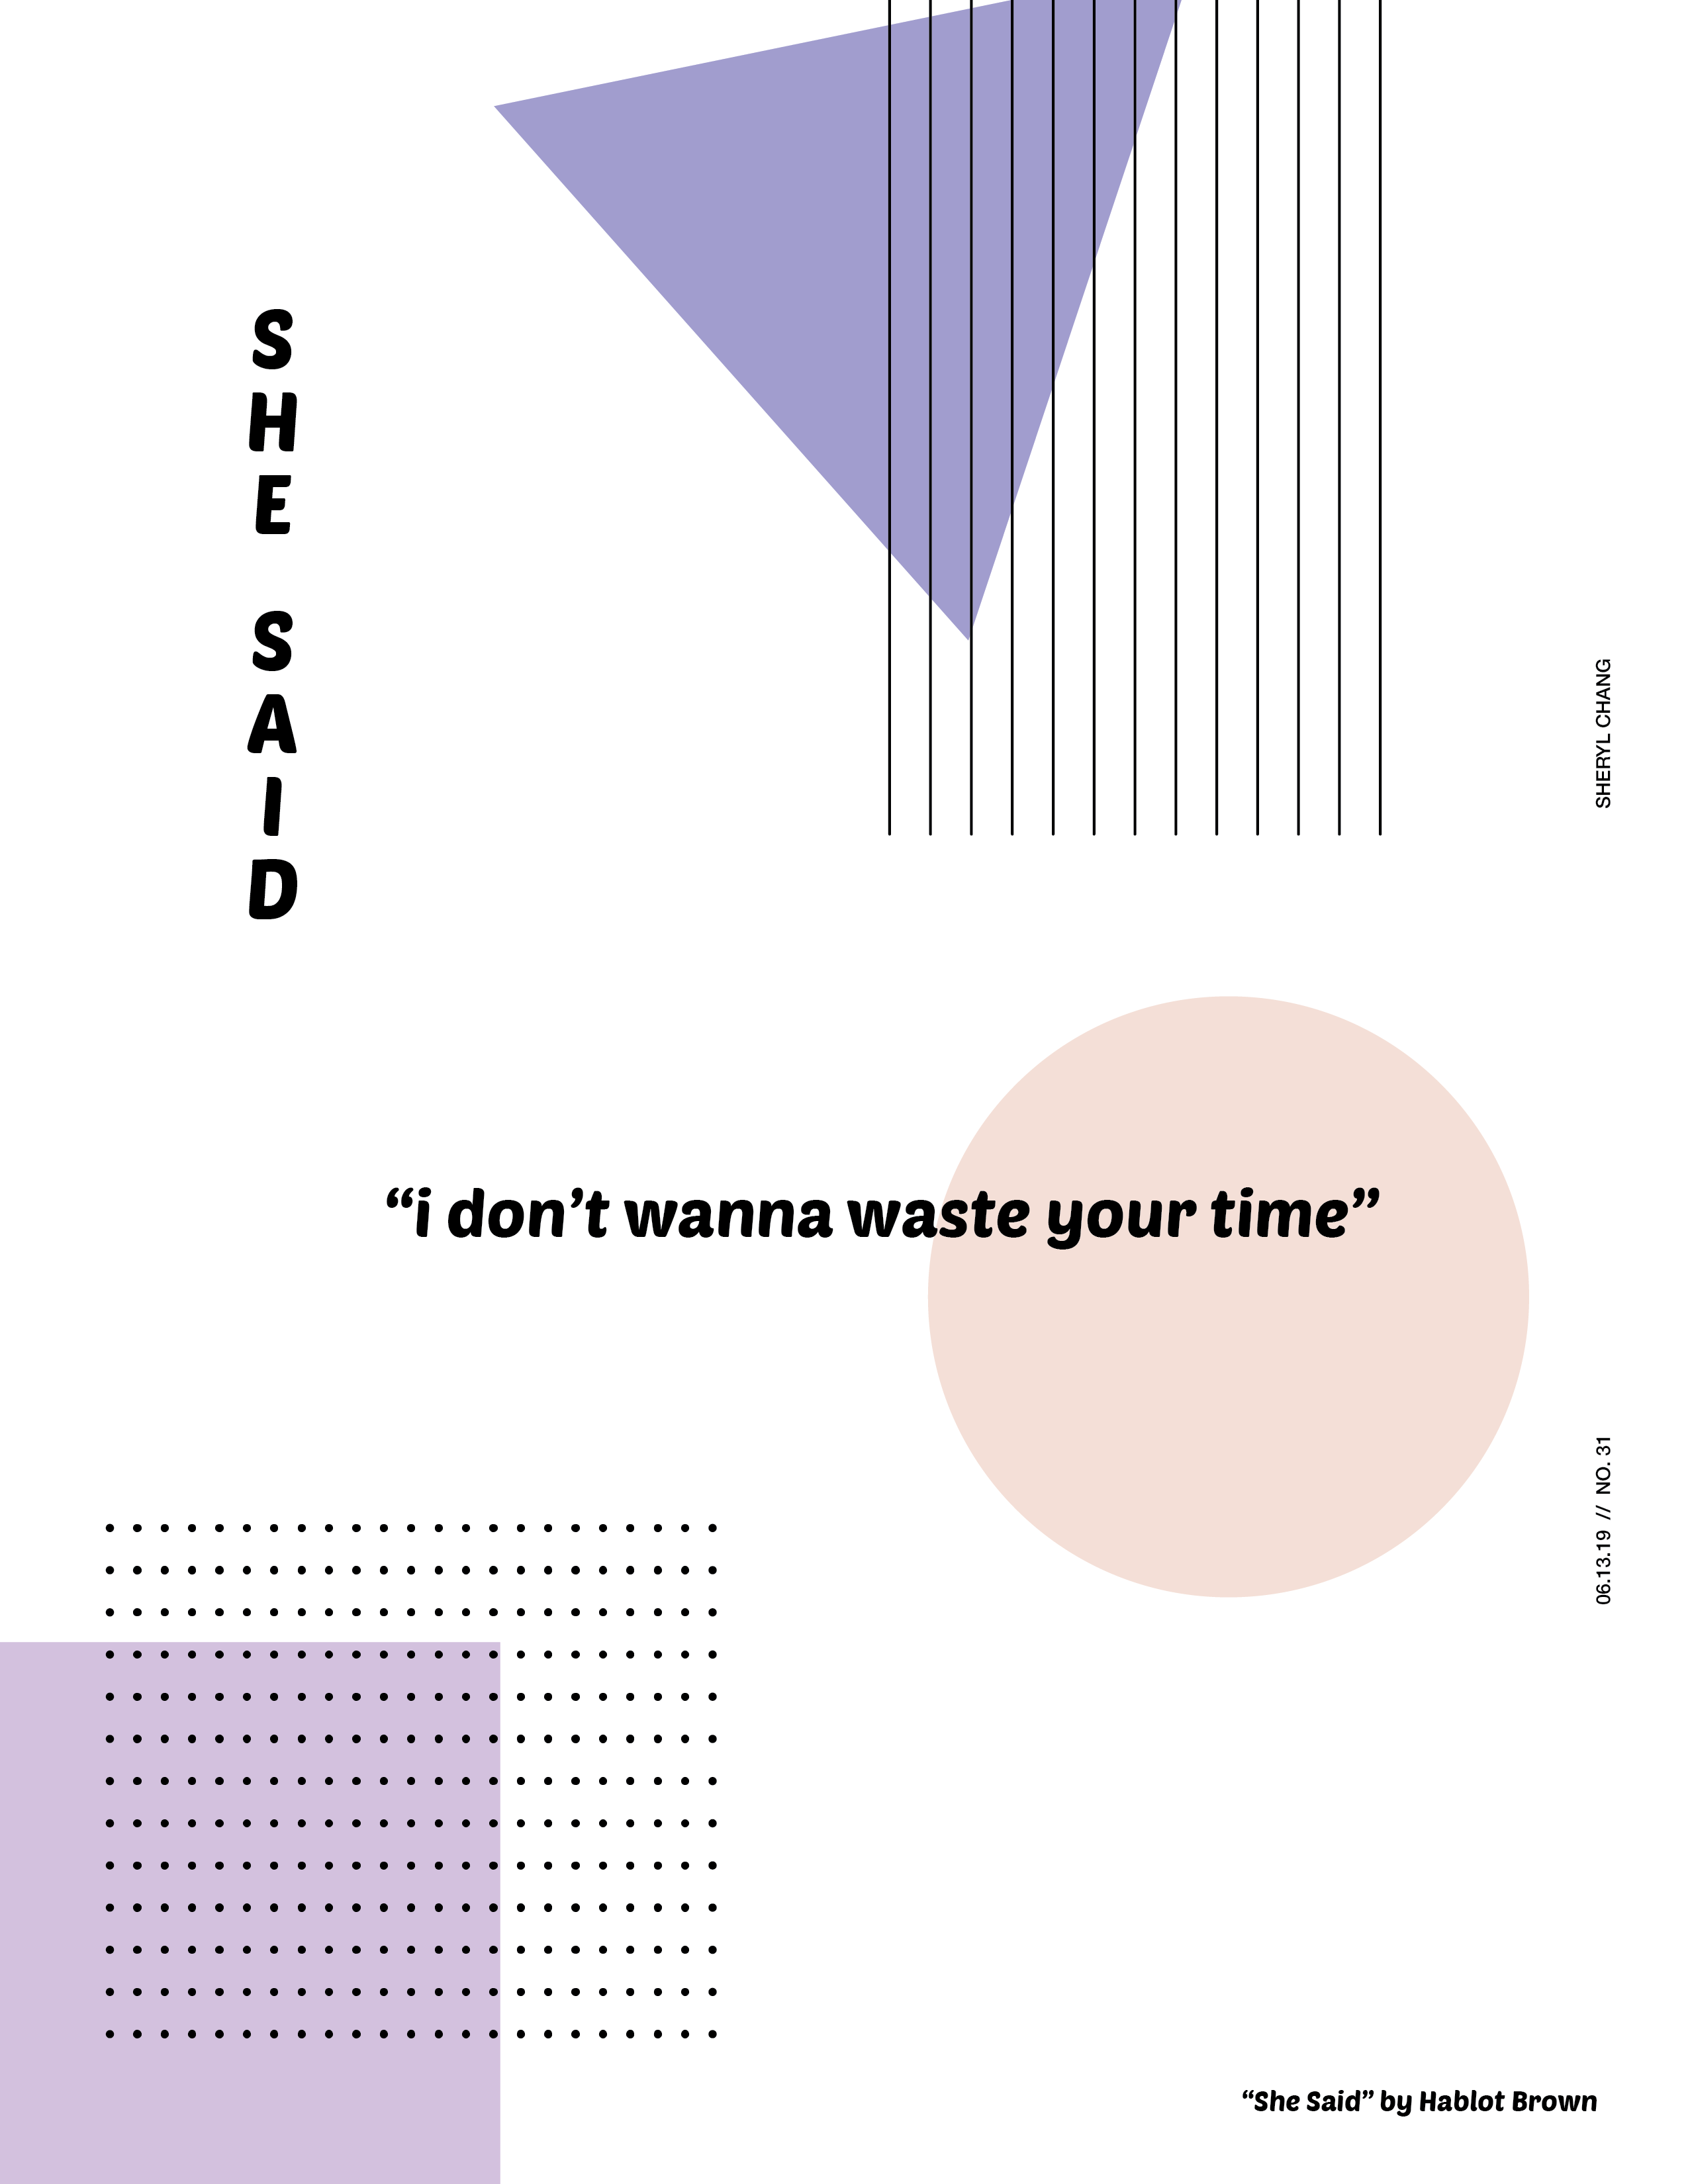 SHE SAID
SHERYL CHANG
“i don’t wanna waste your time”
06.13.19 // NO. 31
“She Said” by Hablot Brown